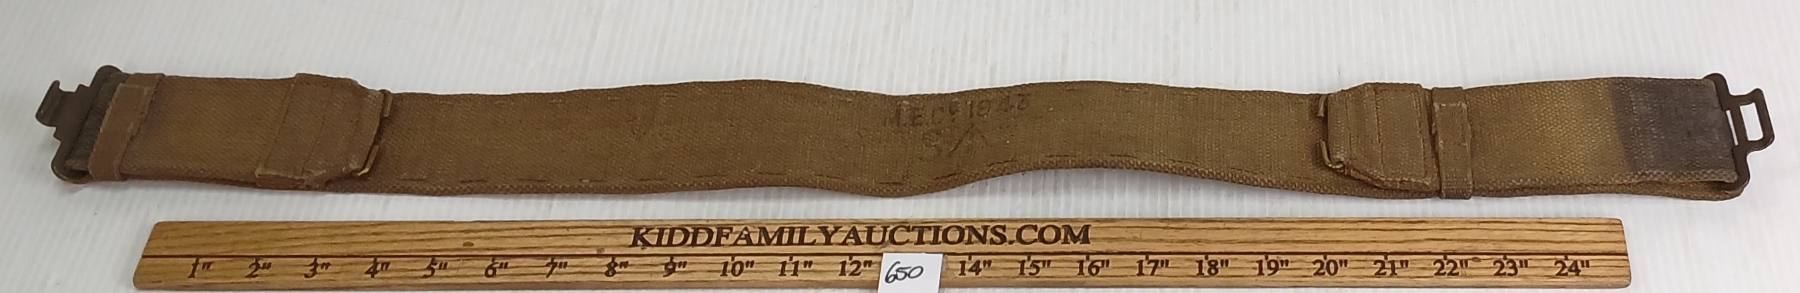 M.E.Co 1943
S
KIDDFAMILYAUCTIONS.COM
1" 2" 3" 4" 5" 6" 7" 8" 9" 10" 11" 12" 14" 15" 16" 17" 18" 19" 20" 21" 22" 23" 24"
650